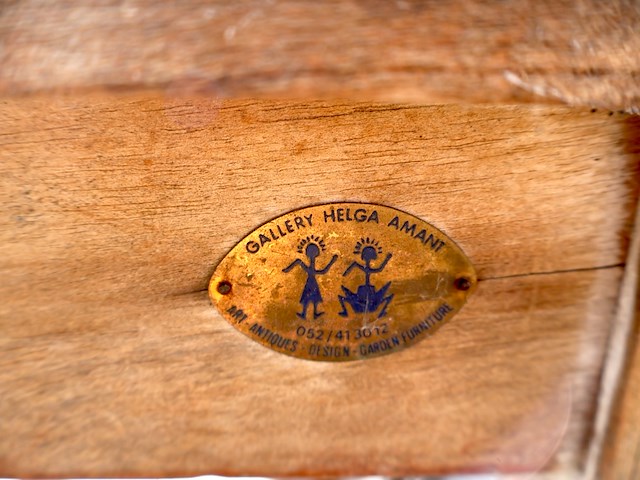 GALLERY HELGA AMANT
052/413612
ART · ANTIQUES · DESIGN · GARDEN FURNITURE